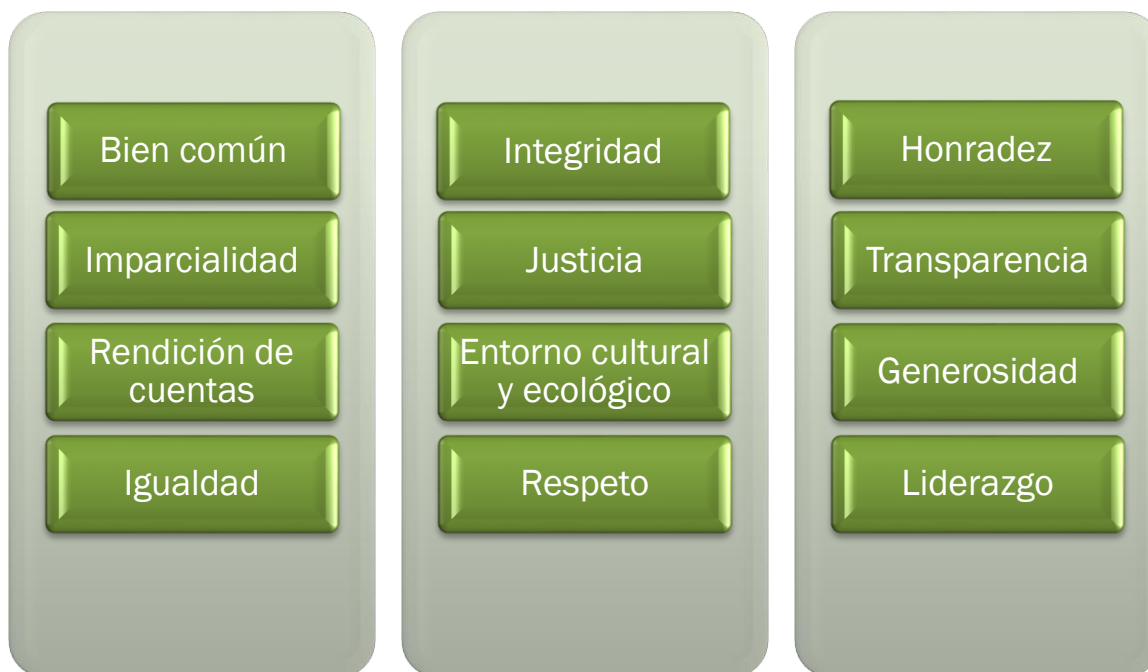 Bien común
Imparcialidad
Rendición de
cuentas
Igualdad
Integridad
Justicia
Entorno cultural
y ecológico
Respeto
Honradez
Transparencia
Generosidad
Liderazgo